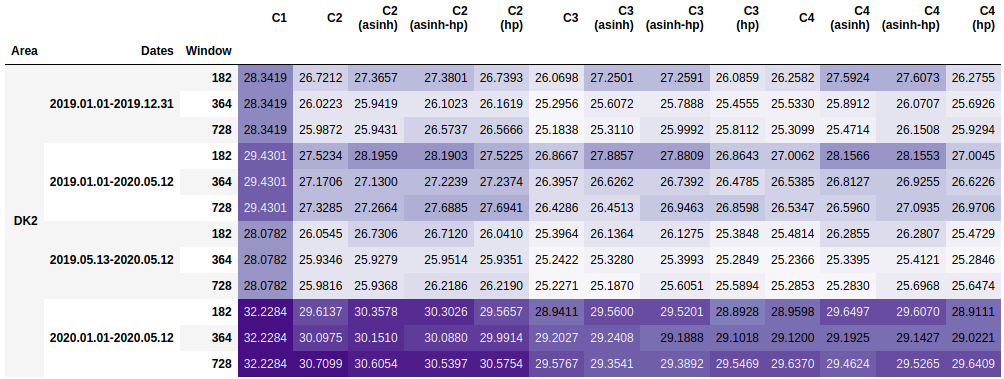 C1 C2 C2 (asinh) C2 (asinh-hp) C2 (hp) C3 C3 (asinh) C3 (asinh-hp) C3 (hp) C4 C4 (asinh) C4 (asinh-hp) C4 (hp)
Area Dates Window
182 28.3419 26.7212 27.3657 27.3801 26.7393 26.0698 27.2501 27.2591 26.0859 26.2582 27.5924 27.6073 26.2755
2019.01.01-2019.12.31 364 28.3419 26.0223 25.9419 26.1023 26.1619 25.2956 25.6072 25.7888 25.4555 25.5330 25.8912 26.0707 25.6926
728 28.3419 25.9872 25.9431 26.5737 26.5666 25.1838 25.3110 25.9992 25.8112 25.3099 25.4714 26.1508 25.9294
182 29.4301 27.5234 28.1959 28.1903 27.5225 26.8667 27.8857 27.8809 26.8643 27.0062 28.1566 28.1553 27.0045
2019.01.01-2020.05.12 364 29.4301 27.1706 27.1300 27.2239 27.2374 26.3957 26.6262 26.7392 26.4785 26.5385 26.8127 26.9255 26.6226
728 29.4301 27.3285 27.2664 27.6885 27.6941 26.4286 26.4513 26.9463 26.8598 26.5347 26.5960 27.0935 26.9706
DK2
182 28.0782 26.0545 26.7306 26.7120 26.0410 25.3964 26.1364 26.1275 25.3848 25.4814 26.2855 26.2807 25.4729
2019.05.13-2020.05.12 364 28.0782 25.9346 25.9279 25.9514 25.9351 25.2422 25.3280 25.3993 25.2849 25.2366 25.3395 25.4121 25.2846
728 28.0782 25.9816 25.9368 26.2186 26.2190 25.2271 25.1870 25.6051 25.5894 25.2853 25.2830 25.6968 25.6474
182 32.2284 29.6137 30.3578 30.3026 29.5657 28.9411 29.5600 29.5201 28.8928 28.9598 29.6497 29.6070 28.9111
2020.01.01-2020.05.12 364 32.2284 30.0975 30.1510 30.0880 29.9914 29.2027 29.2408 29.1888 29.1018 29.1200 29.1925 29.1427 29.0221
728 32.2284 30.7099 30.6054 30.5397 30.5754 29.5767 29.3541 29.3892 29.5469 29.6370 29.4624 29.5265 29.6409